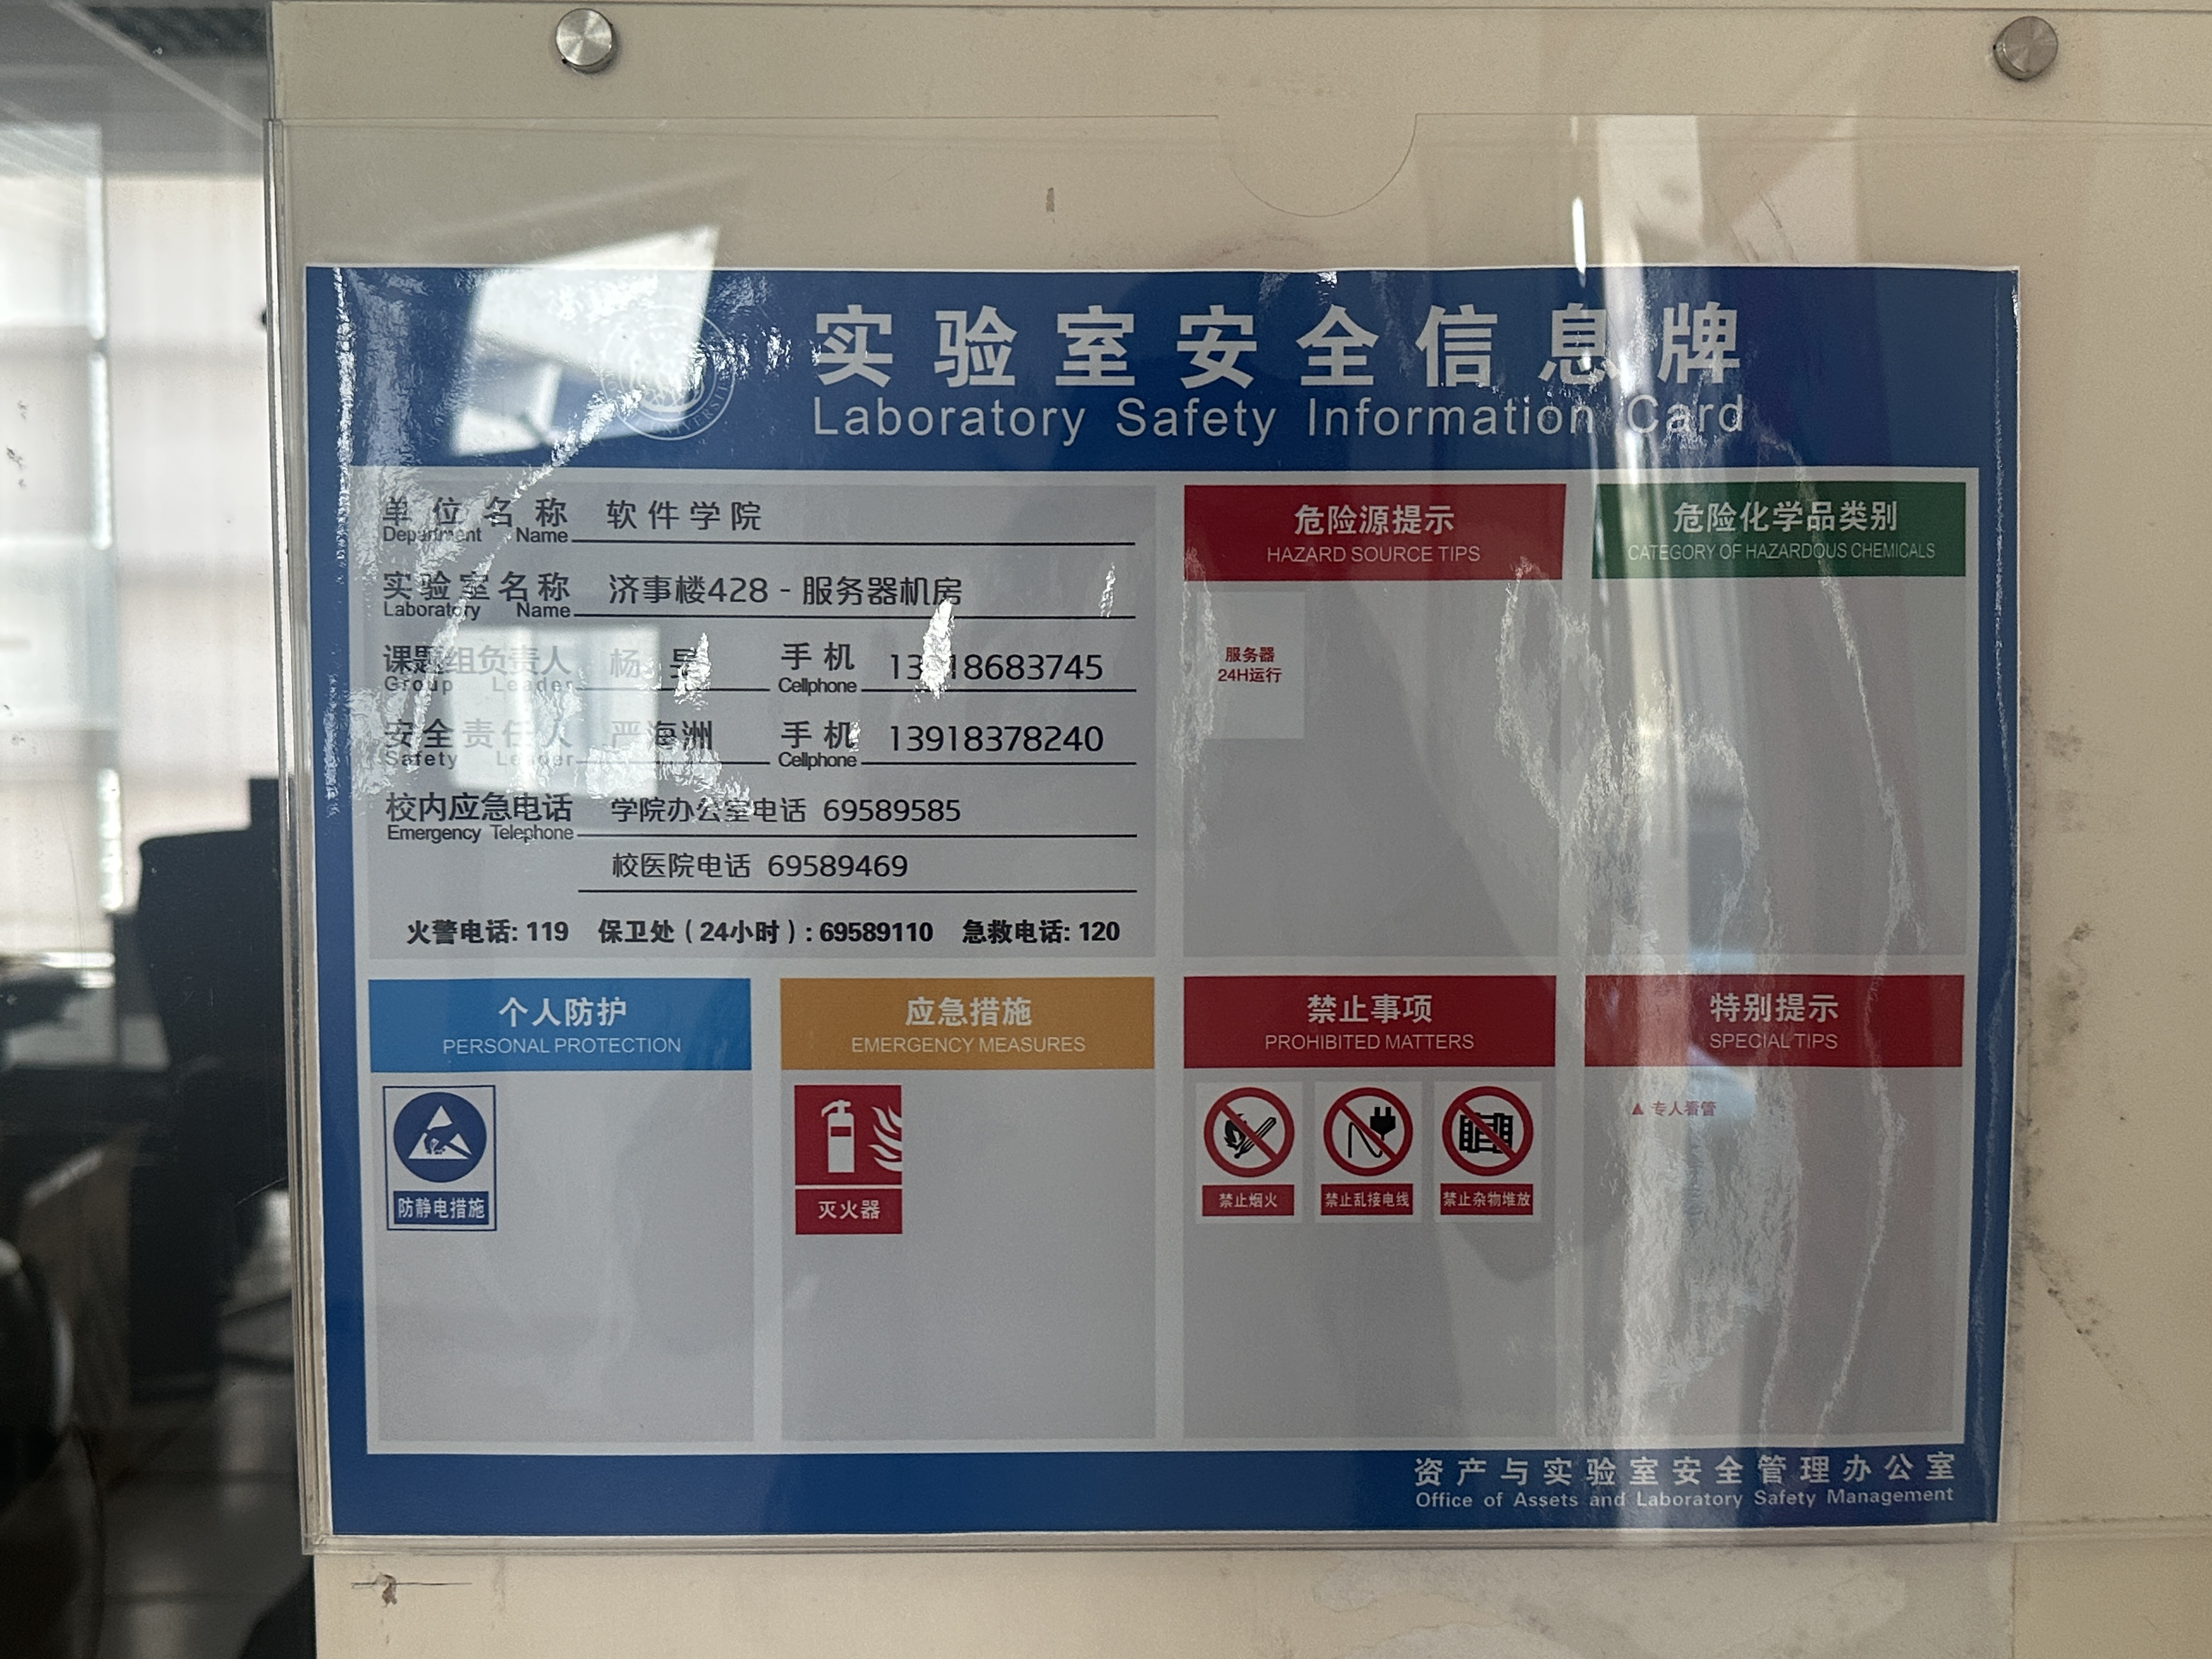 实验室安全信息牌
Laboratory Safety Information Card
单位名称 软件学院
Department Name
实验室名称 济事楼428 - 服务器机房
Laboratory Name
课题组负责人 杨 手机
Group Leader Cellphone
安全责任人 严海洲 手机 13918378240
Safety Leader Cellphone
校内应急电话 学院办公室电话 69589585
Emergency Telephone
校医院电话 69589469
火警电话: 119 保卫处（24小时）: 69589110 急救电话: 120
危险源提示
HAZARD SOURCE TIPS
服务器
24H运行
危险化学品类别
CATEGORY OF HAZARDOUS CHEMICALS
个人防护
PERSONAL PROTECTION
防静电措施
应急措施
EMERGENCY MEASURES
灭火器
禁止事项
PROHIBITED MATTERS
禁止烟火 禁止乱接电线 禁止杂物堆放
特别提示
SPECIAL TIPS
▲ 专人看管
资产与实验室安全管理办公室
Office of Assets and Laboratory Safety Management